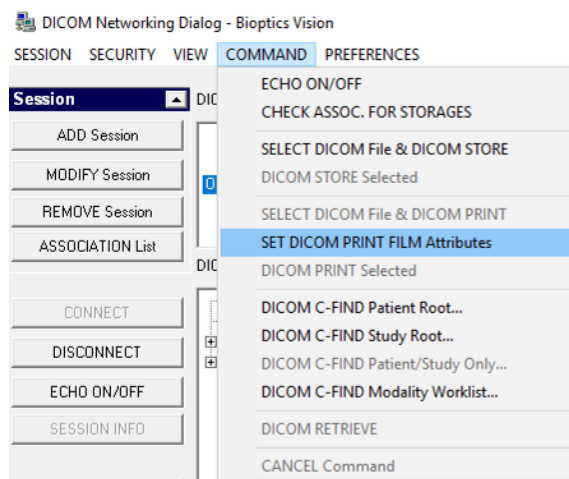 DICOM Networking Dialog - Bioptics Vision
SESSION SECURITY VIEW COMMAND PREFERENCES
Session
ADD Session
MODIFY Session
REMOVE Session
ASSOCIATION List
CONNECT
DISCONNECT
ECHO ON/OFF
SESSION INFO
DIC
O
DIC
ECHO ON/OFF
CHECK ASSOC. FOR STORAGES
SELECT DICOM File & DICOM STORE
DICOM STORE Selected
SELECT DICOM File & DICOM PRINT
SET DICOM PRINT FILM Attributes
DICOM PRINT Selected
DICOM C-FIND Patient Root...
DICOM C-FIND Study Root...
DICOM C-FIND Patient/Study Only...
DICOM C-FIND Modality Worklist...
DICOM RETRIEVE
CANCEL Command